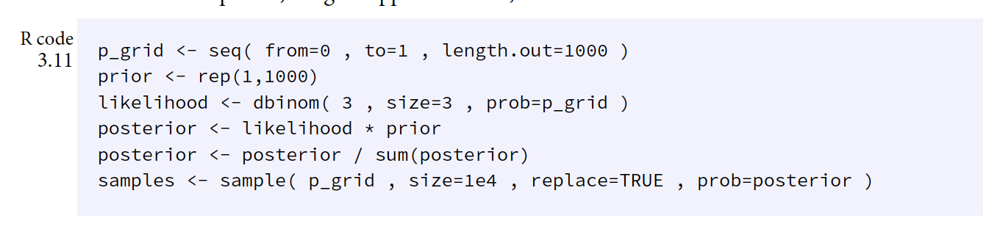 R code
3.11
p_grid <- seq( from=0 , to=1 , length.out=1000 )
prior <- rep(1,1000)
likelihood <- dbinom( 3 , size=3 , prob=p_grid )
posterior <- likelihood * prior
posterior <- posterior / sum(posterior)
samples <- sample( p_grid , size=1e4 , replace=TRUE , prob=posterior )